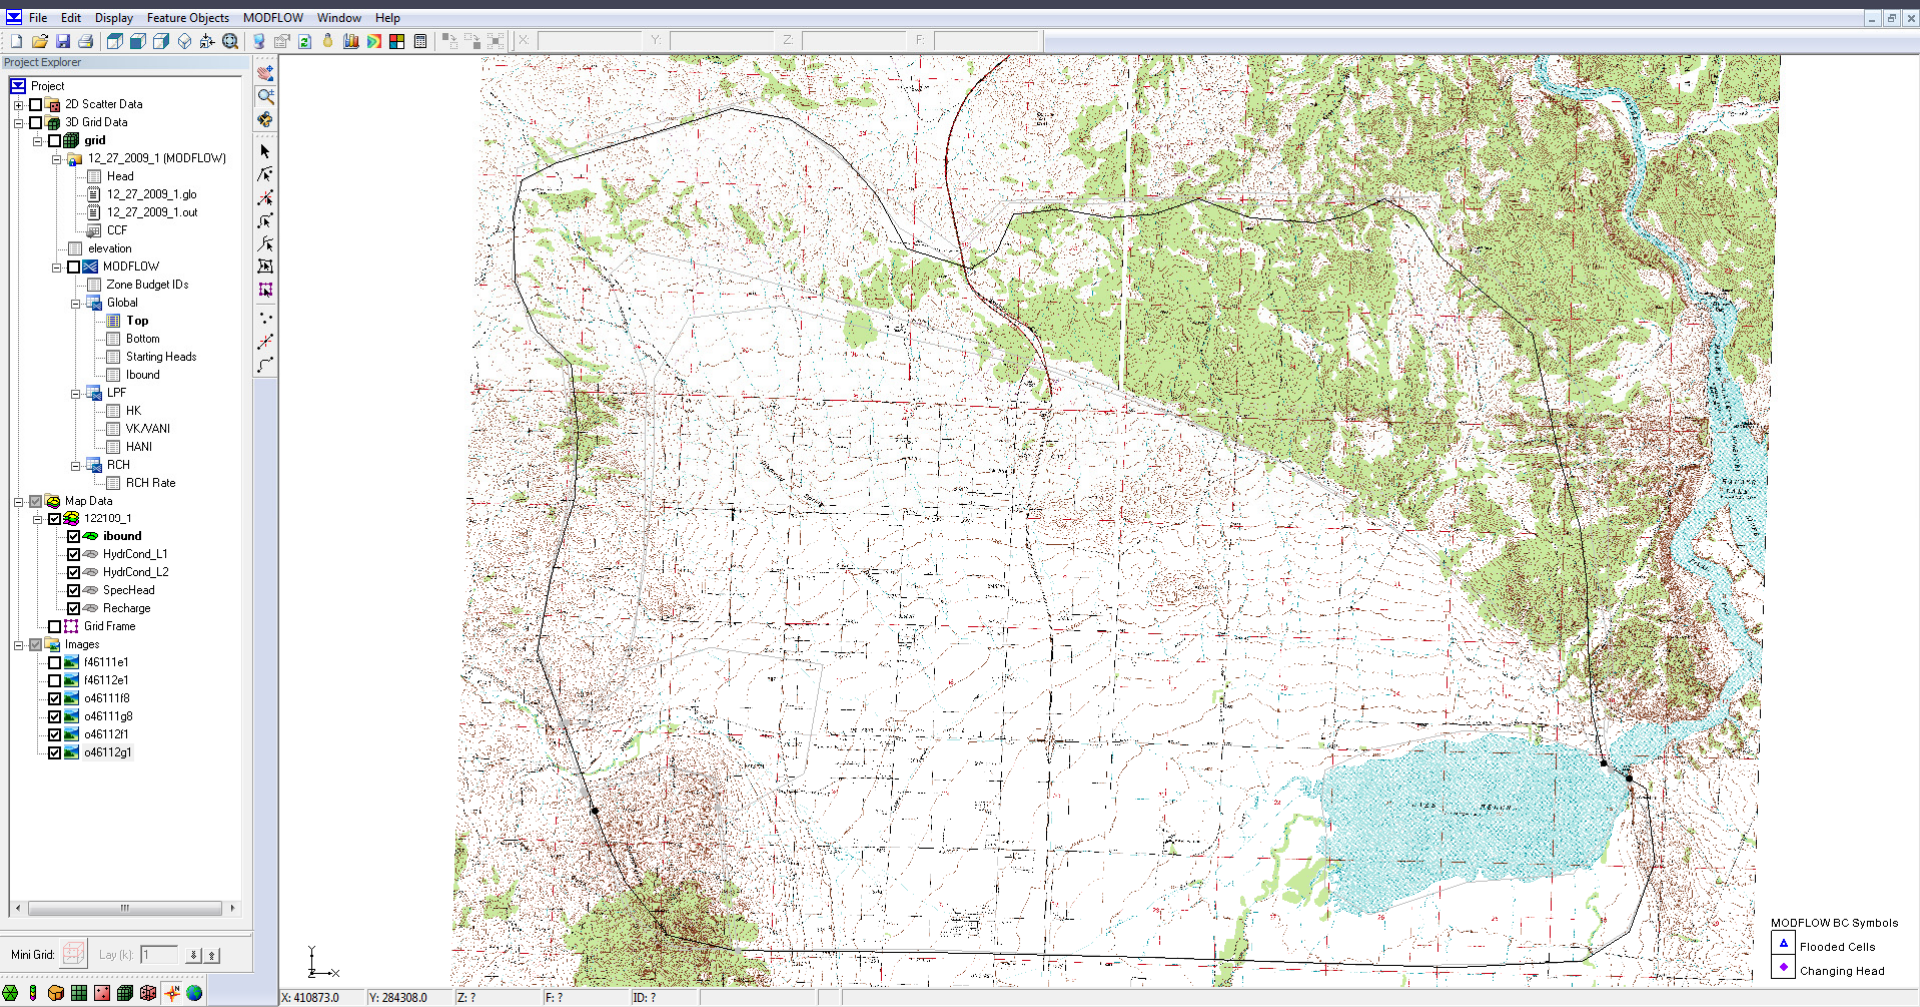 File Edit Display Feature Objects MODFLOW Window Help
X: Y: Z: F:
Project Explorer
Project
2D Scatter Data
3D Grid Data
grid
12_27_2009_1 (MODFLOW)
Head
12_27_2009_1.glo
12_27_2009_1.out
CCF
elevation
MODFLOW
Zone Budget IDs
Global
Top
Bottom
Starting Heads
Ibound
LPF
HK
VK/VANI
HANI
RCH
RCH Rate
Map Data
122109_1
ibound
HydrCond_L1
HydrCond_L2
SpecHead
Recharge
Grid Frame
Images
f46111e1
f46112e1
o46111f8
o46111g8
o46112f1
o46112g1
Mini Grid: Lay (k): 1
Y
Z X
MODFLOW BC Symbols
Flooded Cells
Changing Head
X: 410873.0 Y: 284308.0 Z: ? F: ? ID: ?